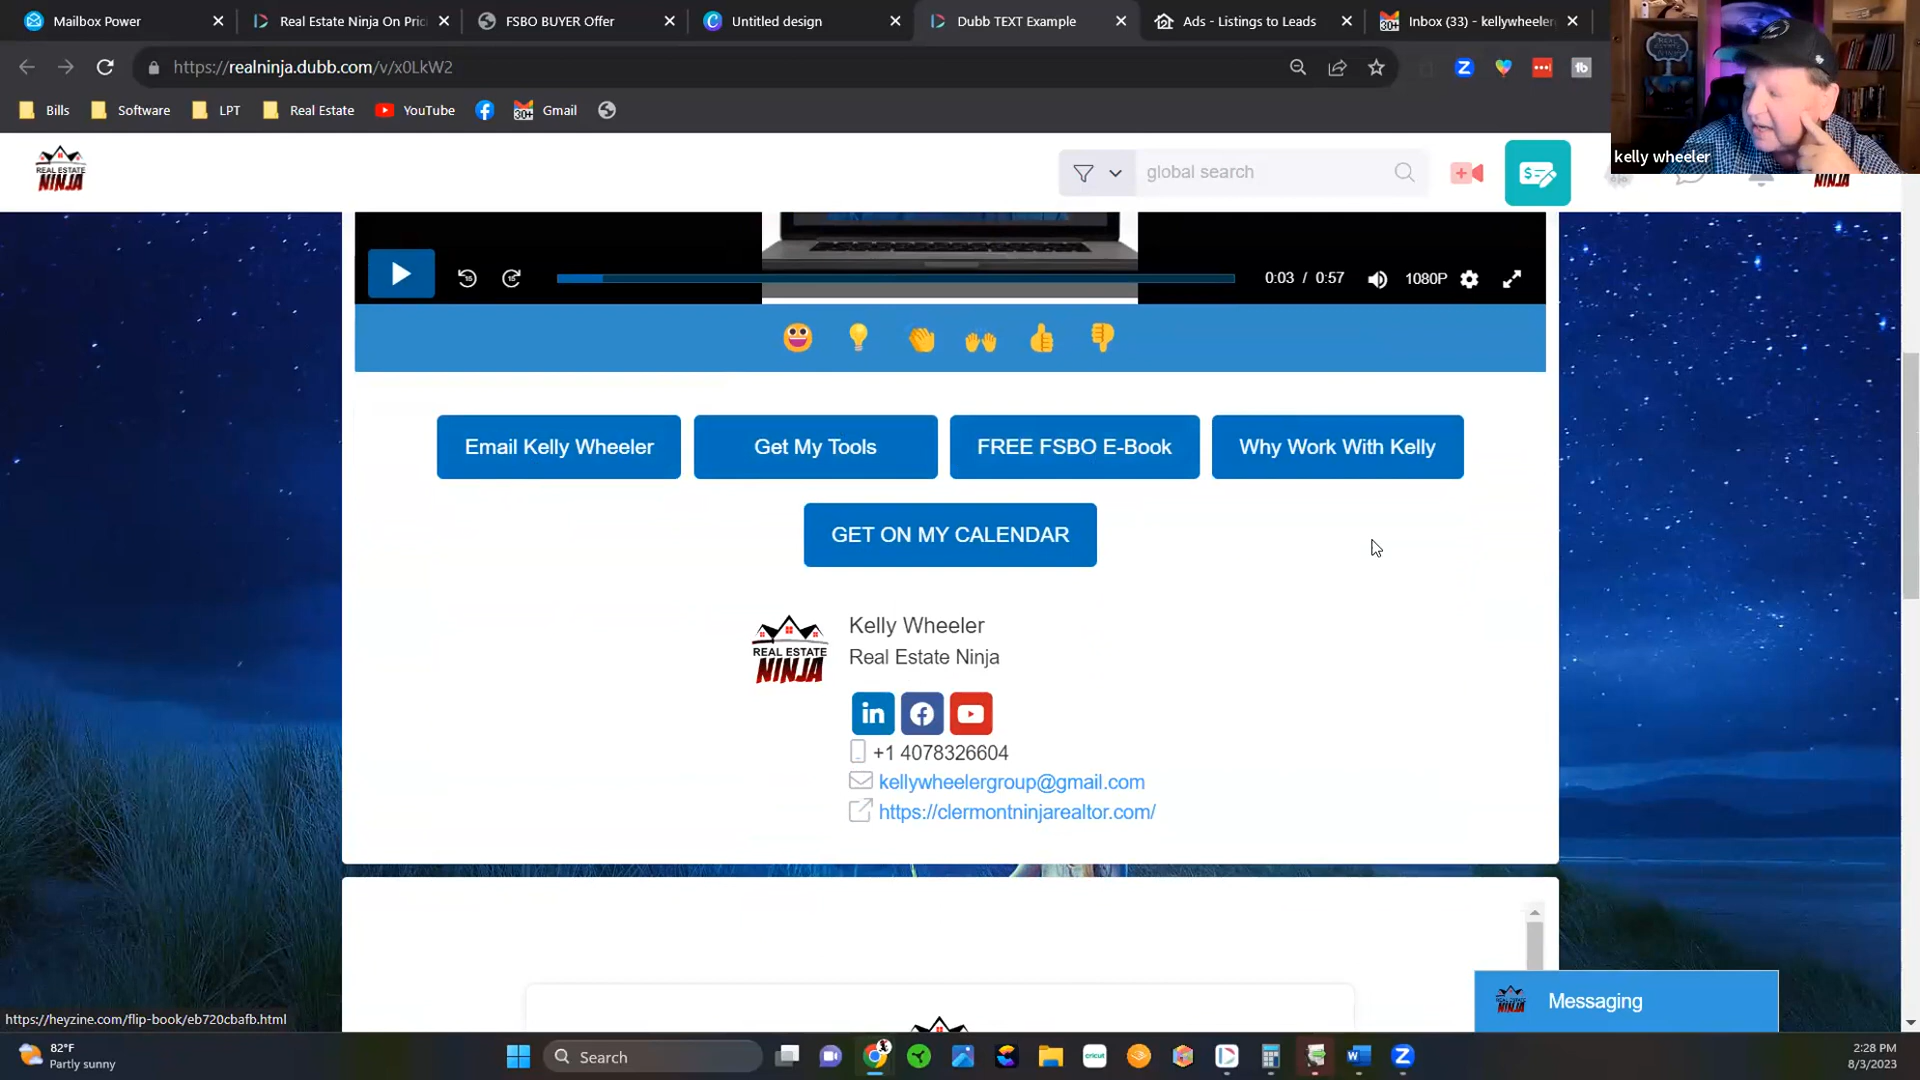 Mailbox Power
Real Estate Ninja On Pric
FSBO BUYER Offer
Untitled design
Dubb TEXT Example
Ads - Listings to Leads
Inbox (33) - kellywheeler
https://realninja.dubb.com/v/x0LkW2
Bills
Software
LPT
Real Estate
YouTube
Gmail
kelly wheeler
REAL ESTATE
NINJA
global search
NINJA
0:03 / 0:57
1080P
Email Kelly Wheeler
Get My Tools
FREE FSBO E-Book
Why Work With Kelly
GET ON MY CALENDAR
REAL ESTATE
NINJA
Kelly Wheeler
Real Estate Ninja
+1 4078326604
kellywheelergroup@gmail.com
https://clermontninjarealtor.com/
Messaging
https://heyzine.com/flip-book/eb720cbafb.html
82°F
Partly sunny
Search
2:28 PM
8/3/2023